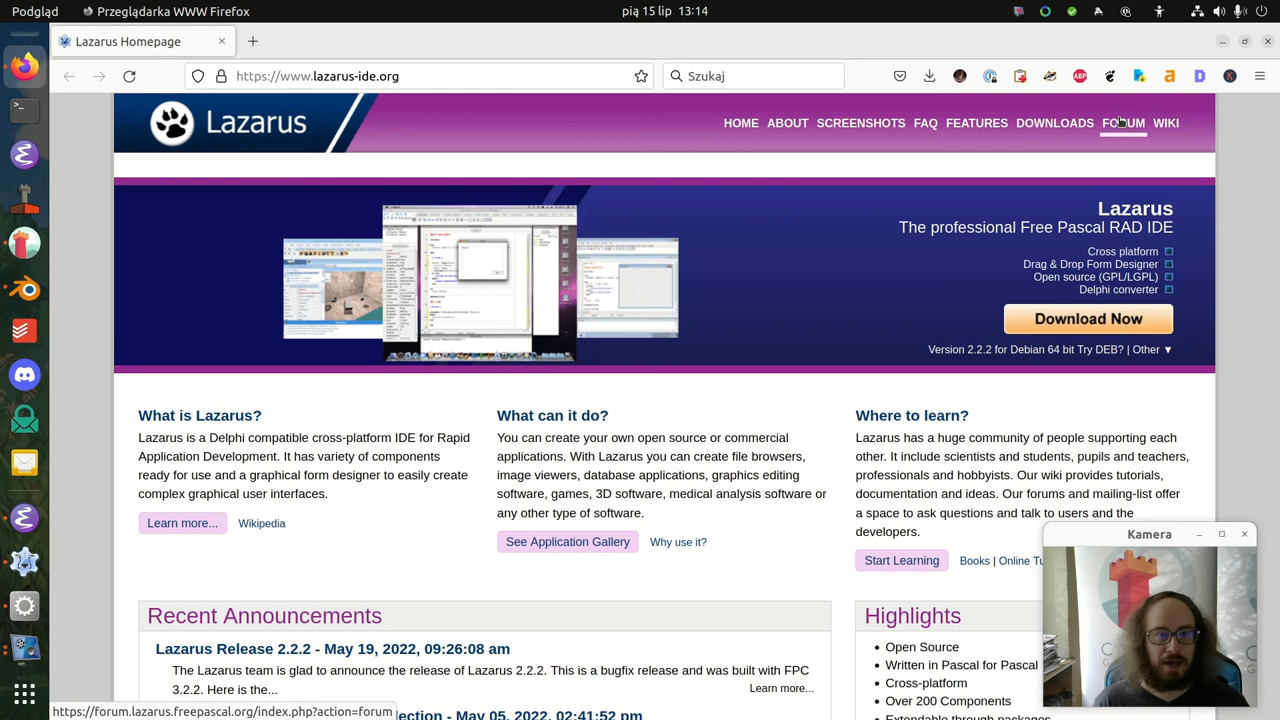 Podgląd
Przeglądarka WWW Firefox
pią 15 lip 13:14
Lazarus Homepage
https://www.lazarus-ide.org
Szukaj
ABP
Lazarus
HOME ABOUT SCREENSHOTS FAQ FEATURES DOWNLOADS FORUM WIKI
Lazarus
The professional Free Pascal RAD IDE
Cross platform
Drag & Drop Form Designer
Open source (GPL/LGPL)
Delphi converter
Download Now
Version 2.2.2 for Debian 64 bit Try DEB? | Other ▼
What is Lazarus?
Lazarus is a Delphi compatible cross-platform IDE for Rapid
Application Development. It has variety of components
ready for use and a graphical form designer to easily create
complex graphical user interfaces.
Learn more... Wikipedia
What can it do?
You can create your own open source or commercial
applications. With Lazarus you can create file browsers,
image viewers, database applications, graphics editing
software, games, 3D software, medical analysis software or
any other type of software.
See Application Gallery Why use it?
Where to learn?
Lazarus has a huge community of people supporting each
other. It include scientists and students, pupils and teachers,
professionals and hobbyists. Our wiki provides tutorials,
documentation and ideas. Our forums and mailing-list offer
a space to ask questions and talk to users and the
developers.
Start Learning Books | Online Tu
Kamera
Recent Announcements
Lazarus Release 2.2.2 - May 19, 2022, 09:26:08 am
The Lazarus team is glad to announce the release of Lazarus 2.2.2. This is a bugfix release and was built with FPC
3.2.2. Here is the...
Learn more...
lection - May 05, 2022, 02:41:52 pm
Highlights
Open Source
Written in Pascal for Pascal
Cross-platform
Over 200 Components
Extendable through packages
https://forum.lazarus.freepascal.org/index.php?action=forum